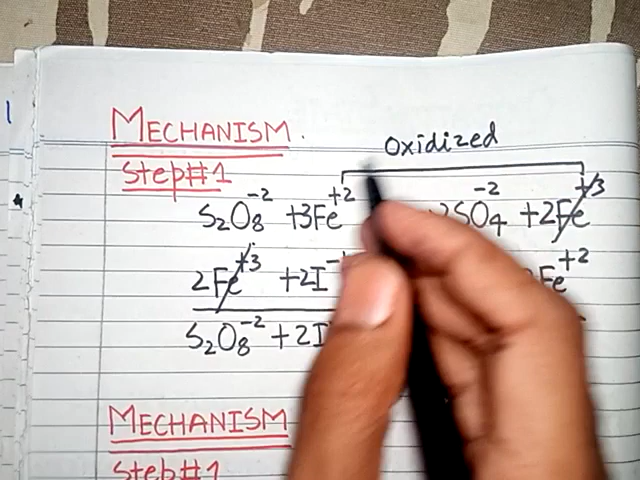 1
MECHANISM.
Step#1
Oxidized
S₂O₈⁻² +3Fe⁺² 2SO₄⁻² +2Fe⁺³
2Fe⁺³ +2I⁻ Fe⁺²
S₂O₈⁻² +2I
MECHANISM
Step#1